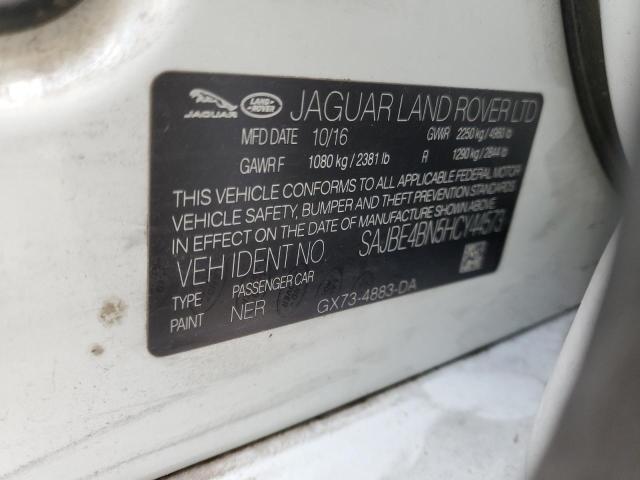 JAGUAR LAND ROVER JAGUAR LAND ROVER LTD
MFD DATE 10/16 GVWR 2250 kg / 4960 lb
GAWR F 1080 kg / 2381 lb R 1290 kg / 2844 lb
THIS VEHICLE CONFORMS TO ALL APPLICABLE FEDERAL MOTOR
VEHICLE SAFETY, BUMPER AND THEFT PREVENTION STANDARDS
IN EFFECT ON THE DATE OF MANUFACTURE SHOWN ABOVE
VEH IDENT NO. SAJBE4BN5HCY44573
TYPE PASSENGER CAR
PAINT NER GX73-4883-DA